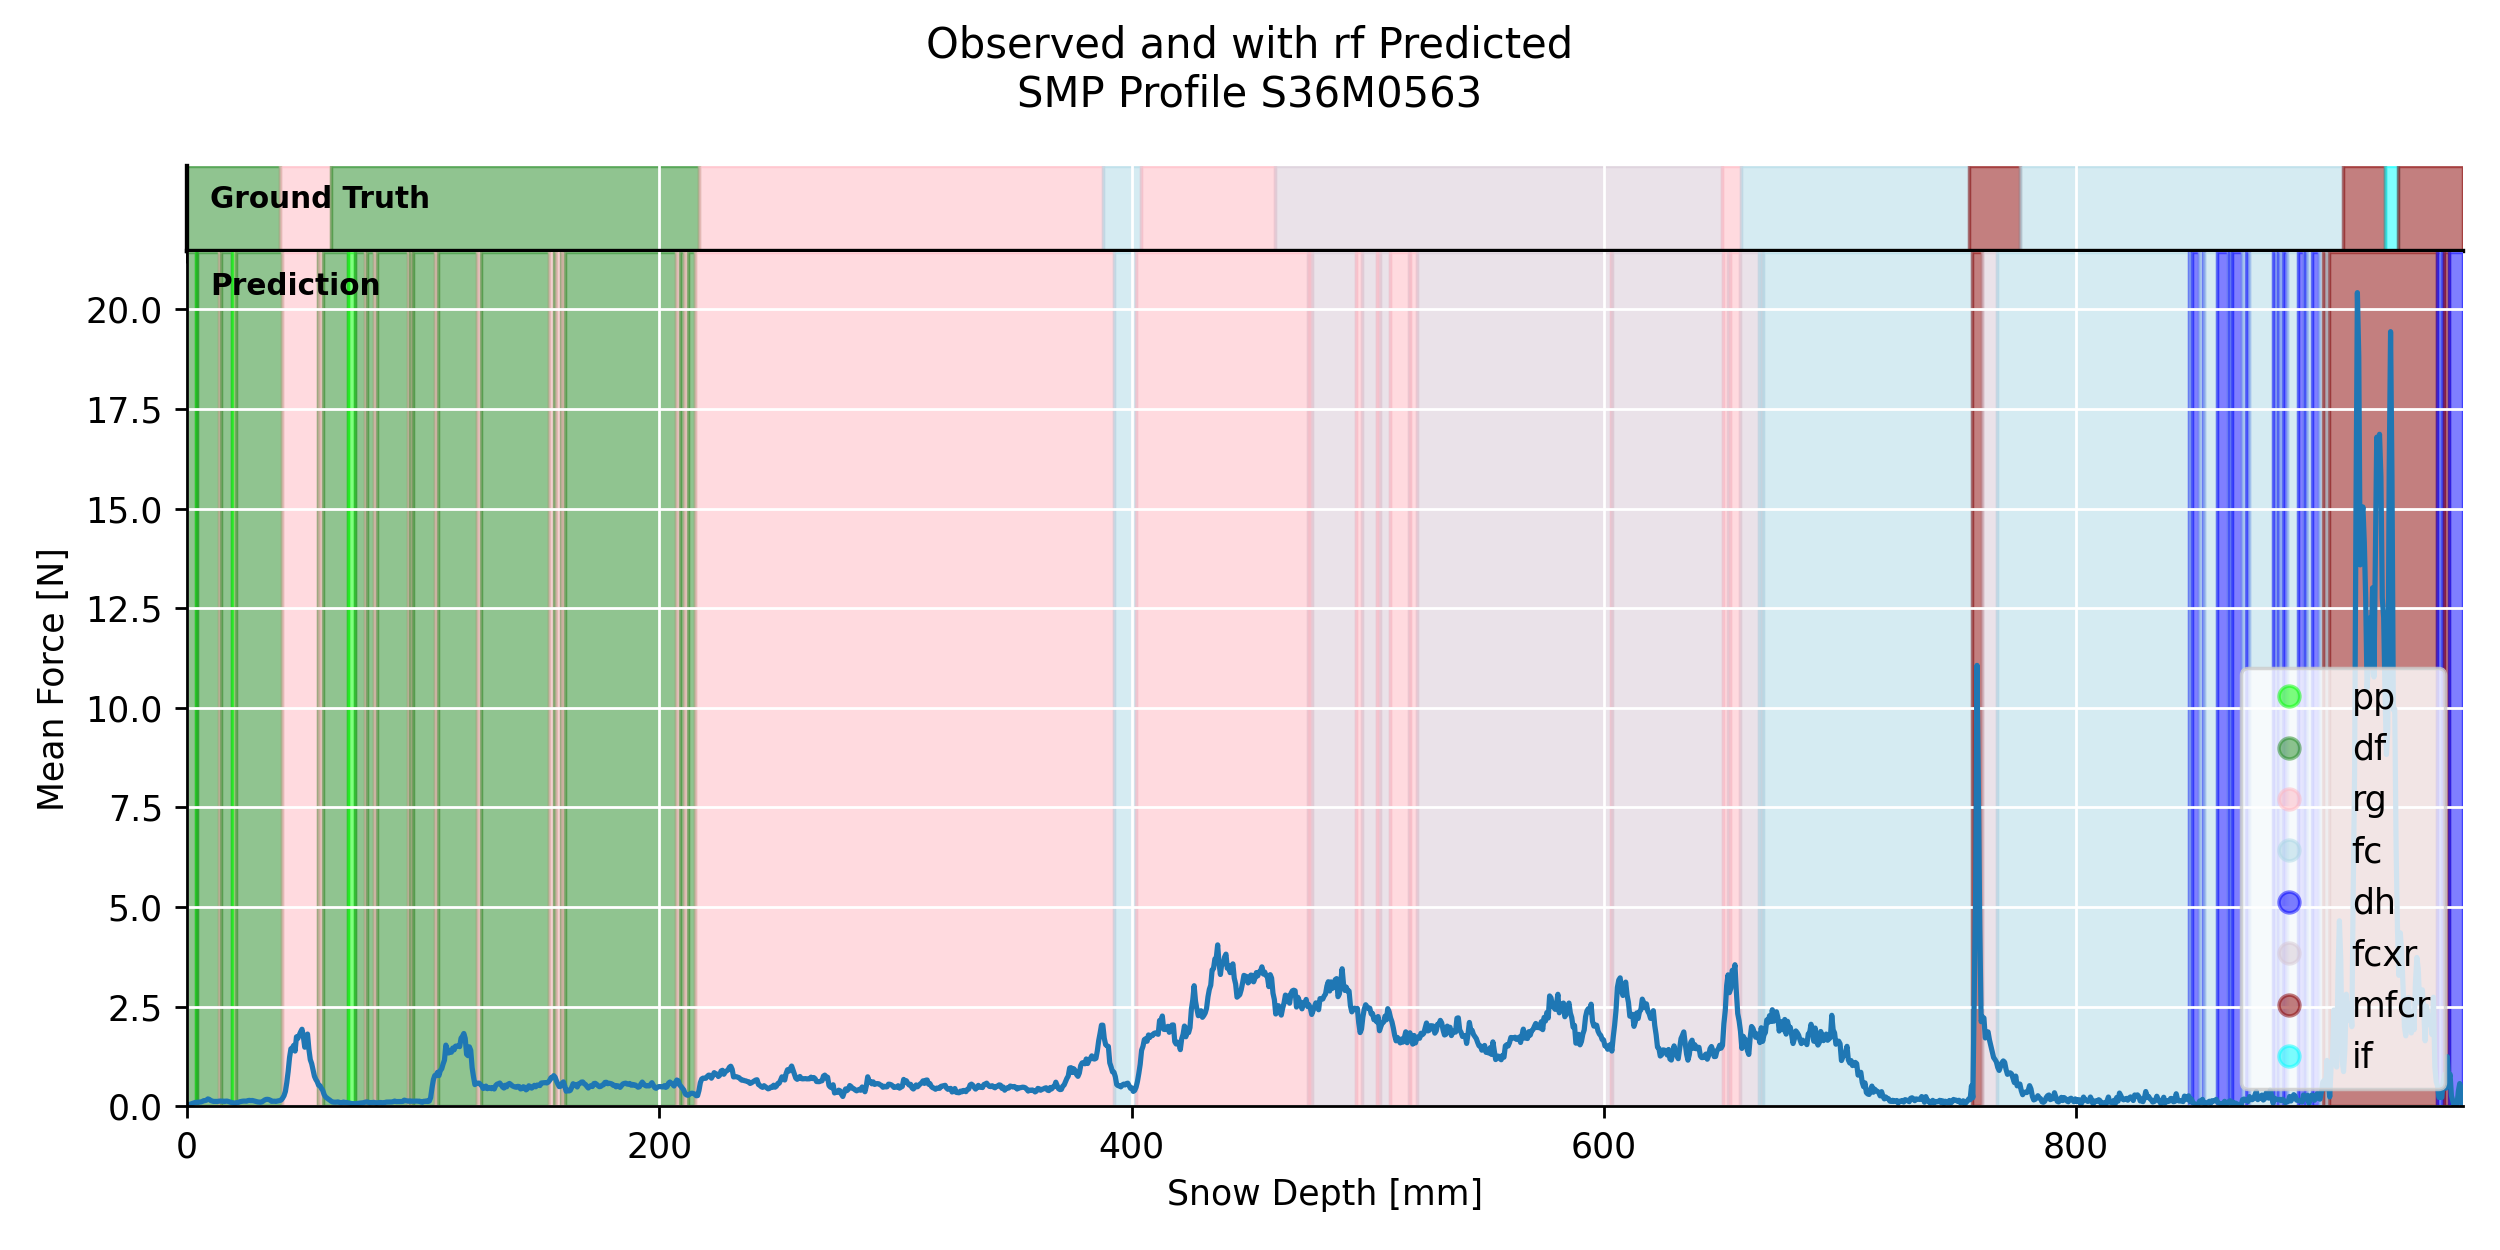 Observed and with rf Predicted
SMP Profile S36M0563
Ground Truth
Prediction
20.0
17.5
15.0
12.5
10.0
7.5
5.0
2.5
0.0
Mean Force [N]
pp
df
rg
fc
dh
fcxr
mfcr
if
0
200
400
600
800
Snow Depth [mm]